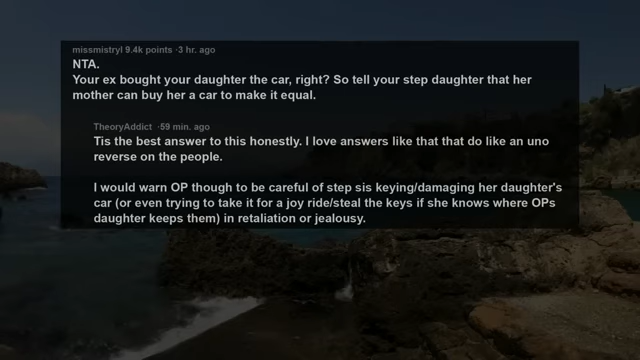 missmistryl 9.4k points ·3 hr. ago
NTA.
Your ex bought your daughter the car, right? So tell your step daughter that her
mother can buy her a car to make it equal.
TheoryAddict ·59 min. ago
Tis the best answer to this honestly. I love answers like that that do like an uno
reverse on the people.
I would warn OP though to be careful of step sis keying/damaging her daughter's
car (or even trying to take it for a joy ride/steal the keys if she knows where OPs
daughter keeps them) in retaliation or jealousy.